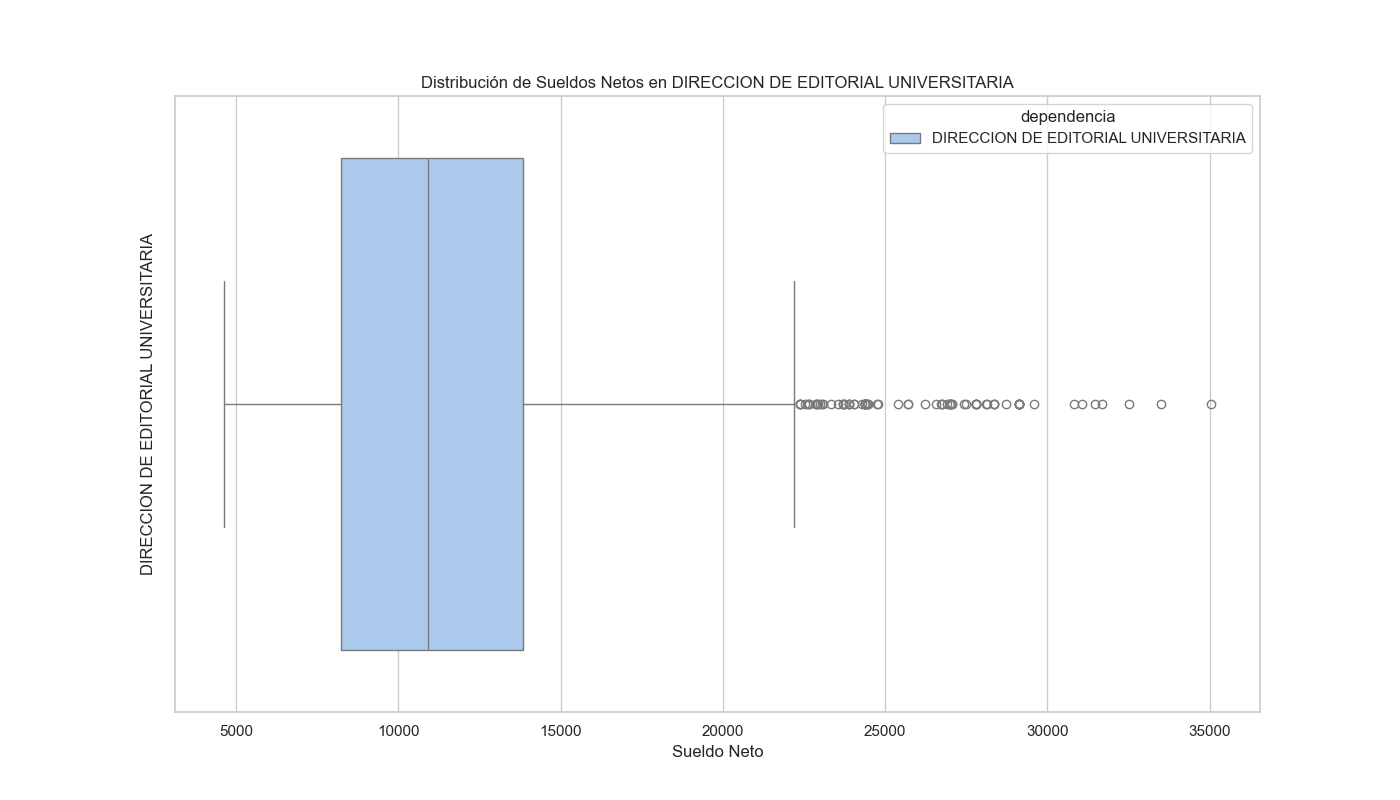 Distribución de Sueldos Netos en DIRECCION DE EDITORIAL UNIVERSITARIA
dependencia
DIRECCION DE EDITORIAL UNIVERSITARIA
DIRECCION DE EDITORIAL UNIVERSITARIA
5000 10000 15000 20000 25000 30000 35000
Sueldo Neto